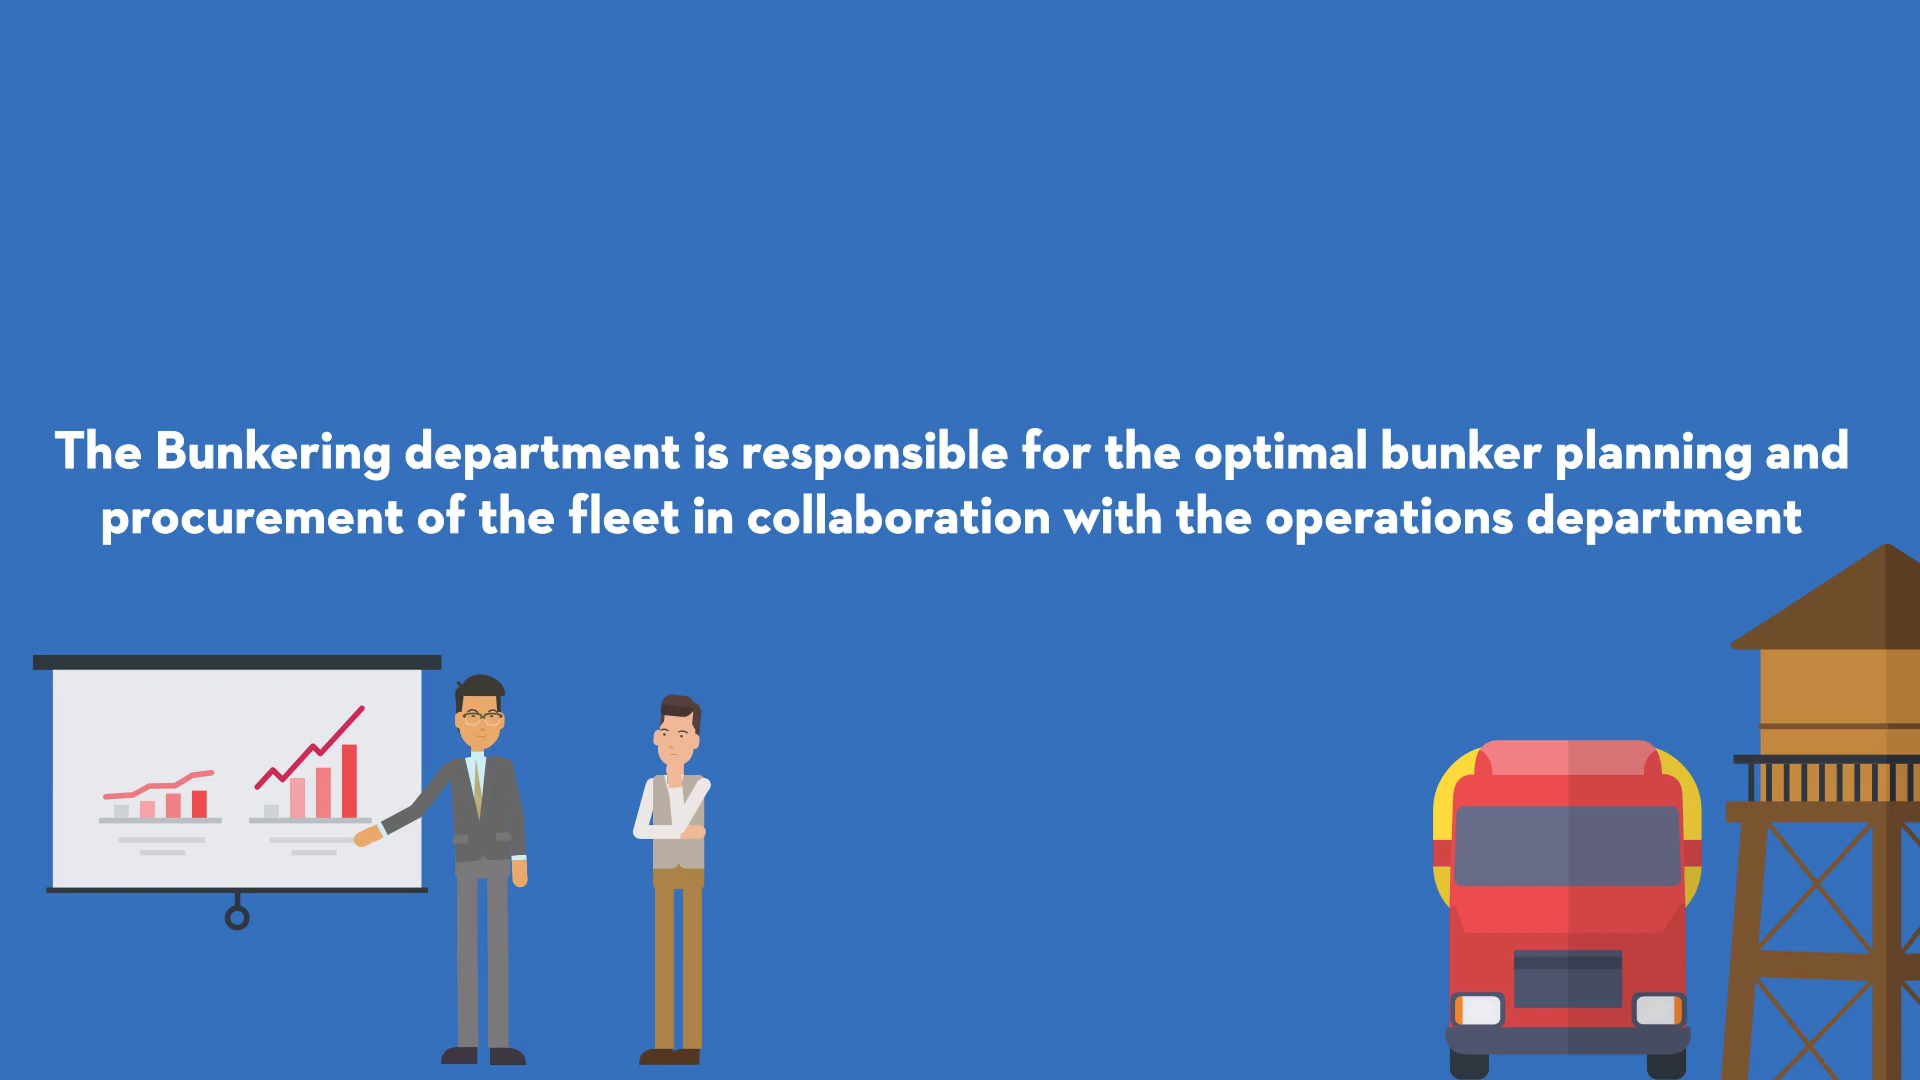 The Bunkering department is responsible for the optimal bunker planning and
procurement of the fleet in collaboration with the operations department